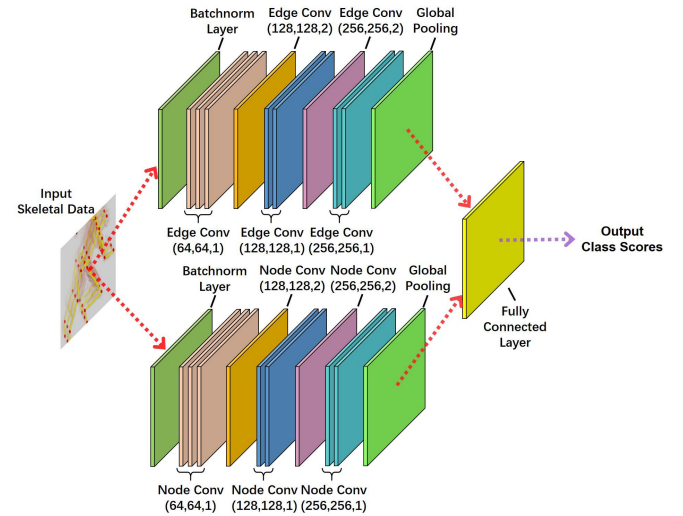 Batchnorm
Layer
Edge Conv
(128,128,2)
Edge Conv
(256,256,2)
Global
Pooling
Input
Skeletal Data
Edge Conv
(64,64,1)
Edge Conv
(128,128,1)
Edge Conv
(256,256,1)
Output
Class Scores
Batchnorm
Layer
Node Conv
(128,128,2)
Node Conv
(256,256,2)
Global
Pooling
Fully
Connected
Layer
Node Conv
(64,64,1)
Node Conv
(128,128,1)
Node Conv
(256,256,1)